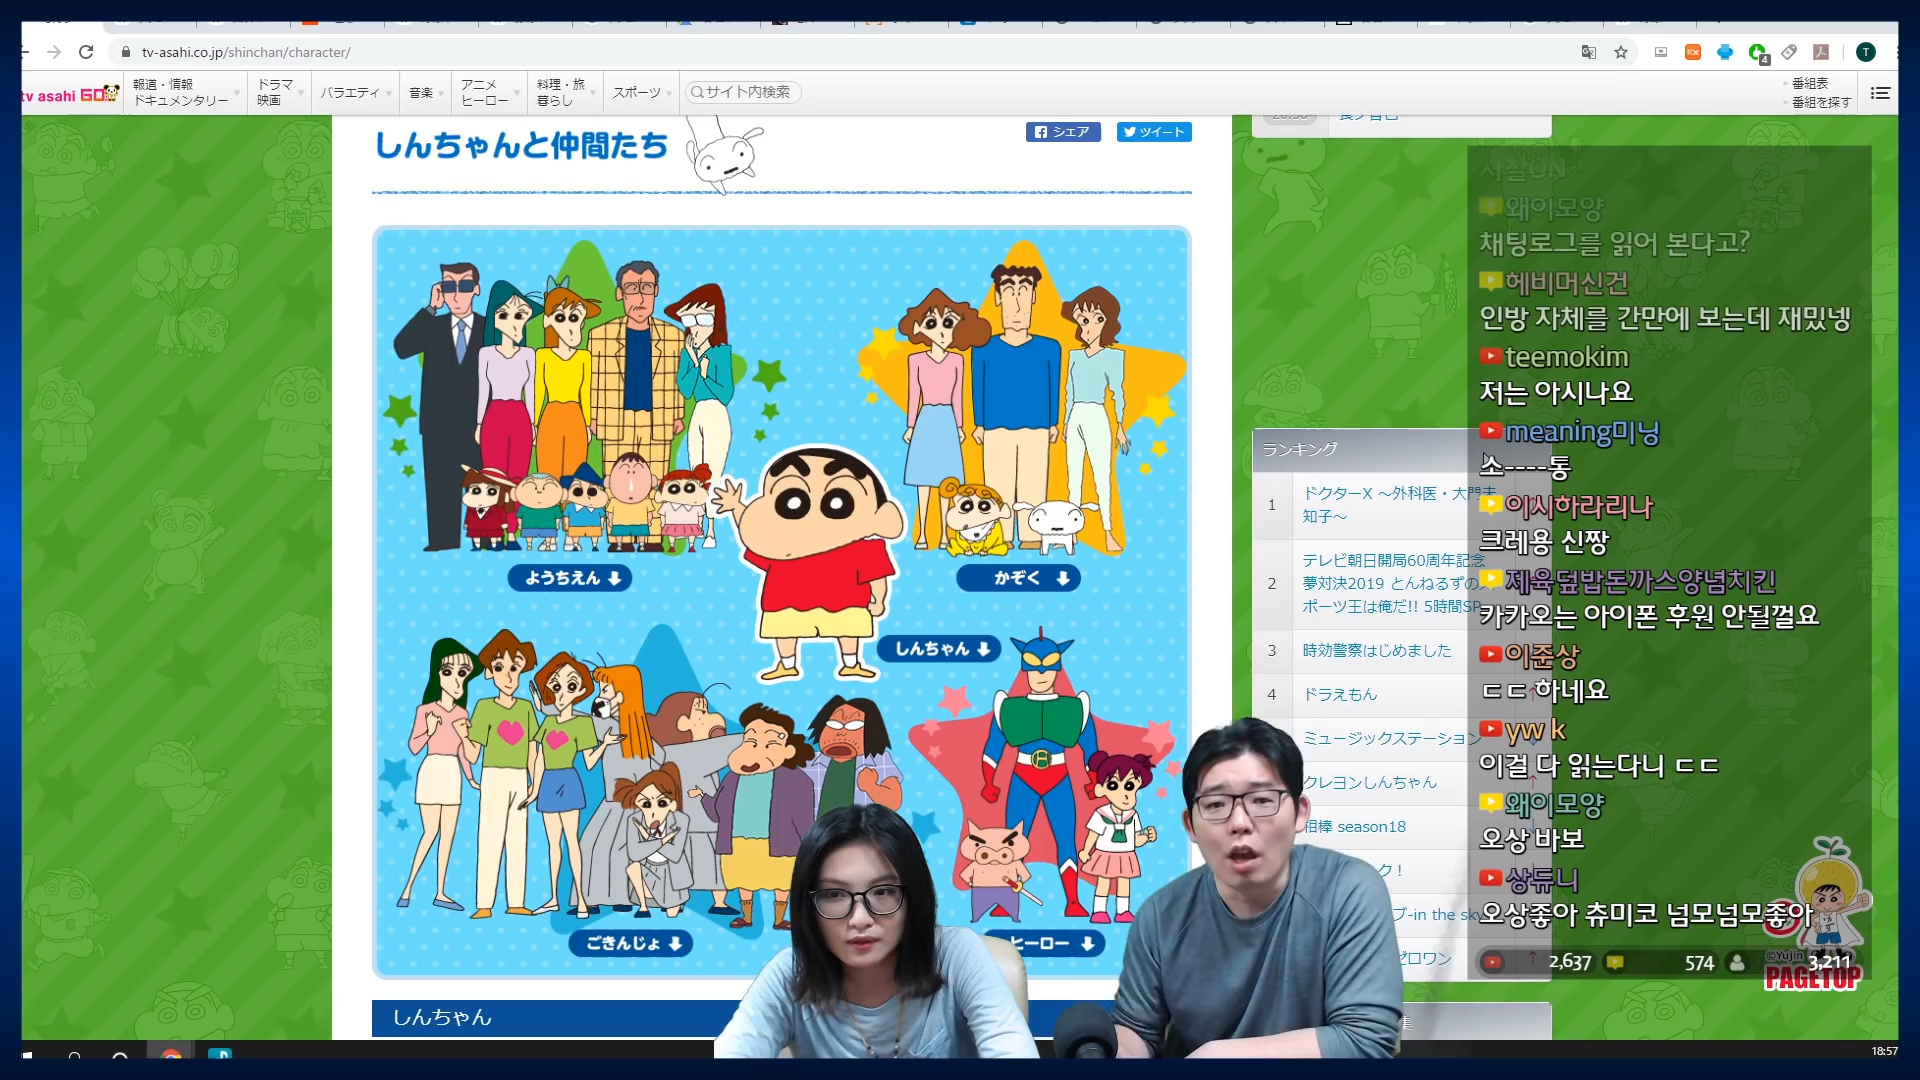 tv-asahi.co.jp/shinchan/character/
4
T
tv asahi GO
報道・情報
ドキュメンタリー
ドラマ
映画
バラエティ
音楽
アニメ
ヒーロー
料理・旅
暮らし
スポーツ
サイト内検索
番組表
番組を探す
しんちゃんと仲間たち
シェア
ツイート
ようちえん
かぞく
しんちゃん
ごきんじょ
ヒーロー
しんちゃん
ランキング
1
ドクターX ～外科医・大門未
知子～
2
テレビ朝日開局60周年記念
夢対決2019 とんねるずの
ポーツ王は俺だ!! 5時間SP
3
時効警察はじめました
4
ドラえもん
ミュージックステーション
クレヨンしんちゃん
相棒 season18
ク！
ブ-in the sky
ゼロワン
集
왜이모양
채팅로그를 읽어 본다고?
헤비머신건
인방 자체를 간만에 보는데 재밌넹
teemokim
저는 아시나요
meaning미닝
소----통
이시하라리나
크레용 신짱
제육덮밥돈까스양념치킨
카카오는 아이폰 후원 안될껄요
이준상
ㄷㄷ 하네요
yw k
이걸 다 읽는다니 ㄷㄷ
왜이모양
오상 바보
상듀니
오상좋아 츄미코 넘모넘모좋아
2,637
574
3,211
©Yujin
PAGETOP
18:57